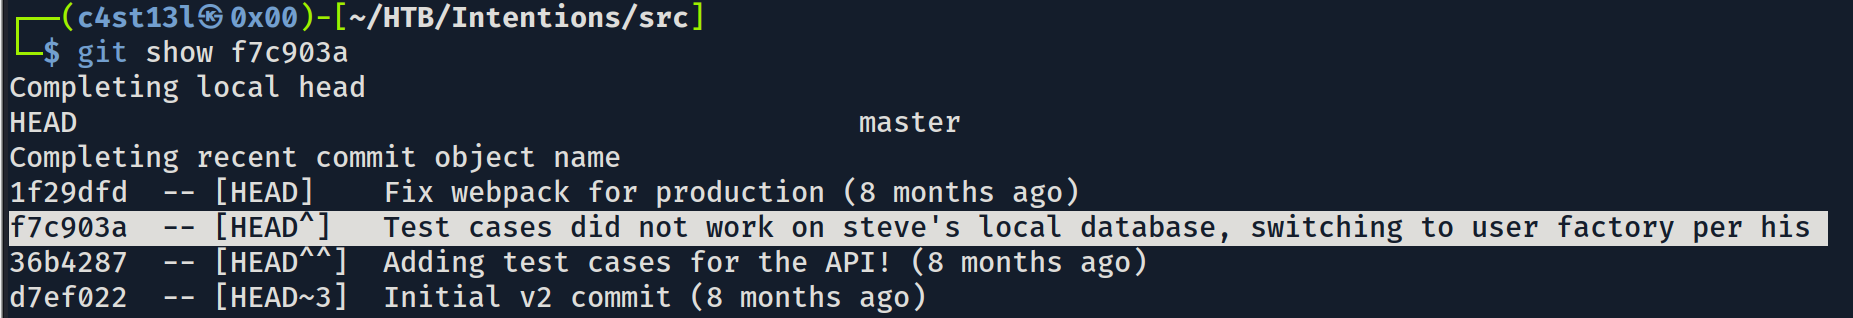 ┌──(c4st13l㉿0x00)-[~/HTB/Intentions/src]
└─$ git show f7c903a
Completing local head
HEAD master
Completing recent commit object name
1f29dfd -- [HEAD] Fix webpack for production (8 months ago)
f7c903a -- [HEAD^] Test cases did not work on steve's local database, switching to user factory per his
36b4287 -- [HEAD^^] Adding test cases for the API! (8 months ago)
d7ef022 -- [HEAD~3] Initial v2 commit (8 months ago)